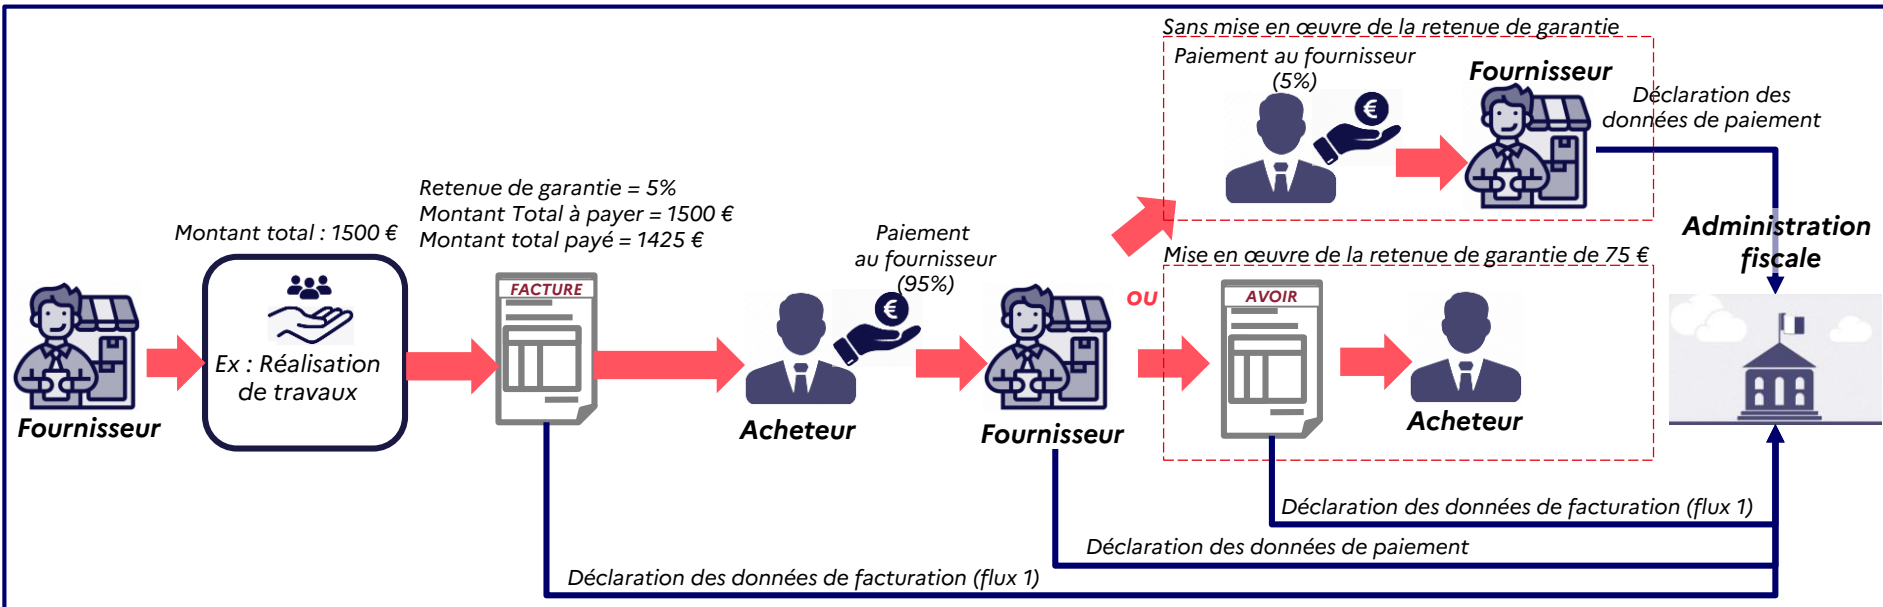 Sans mise en œuvre de la retenue de garantie
Paiement au fournisseur
(5%)
Fournisseur
Déclaration des
données de paiement
Retenue de garantie = 5%
Montant Total à payer = 1500 €
Montant total payé = 1425 €
Montant total : 1500 €
Paiement
au fournisseur
(95%)
Administration
fiscale
Mise en œuvre de la retenue de garantie de 75 €
FACTURE
ou
AVOIR
€
€
Ex : Réalisation
de travaux
Fournisseur
Acheteur
Fournisseur
Acheteur
Déclaration des données de facturation (flux 1)
Déclaration des données de paiement
Déclaration des données de facturation (flux 1)